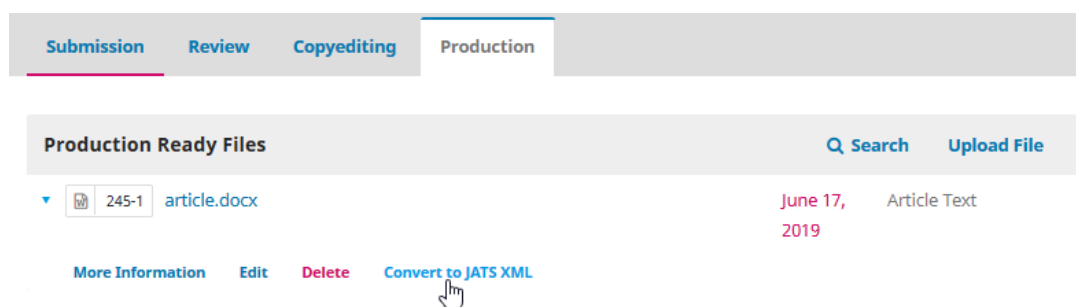 Submission Review Copyediting Production
Production Ready Files Search Upload File
245-1 article.docx June 17, Article Text
2019
More Information Edit Delete Convert to JATS XML